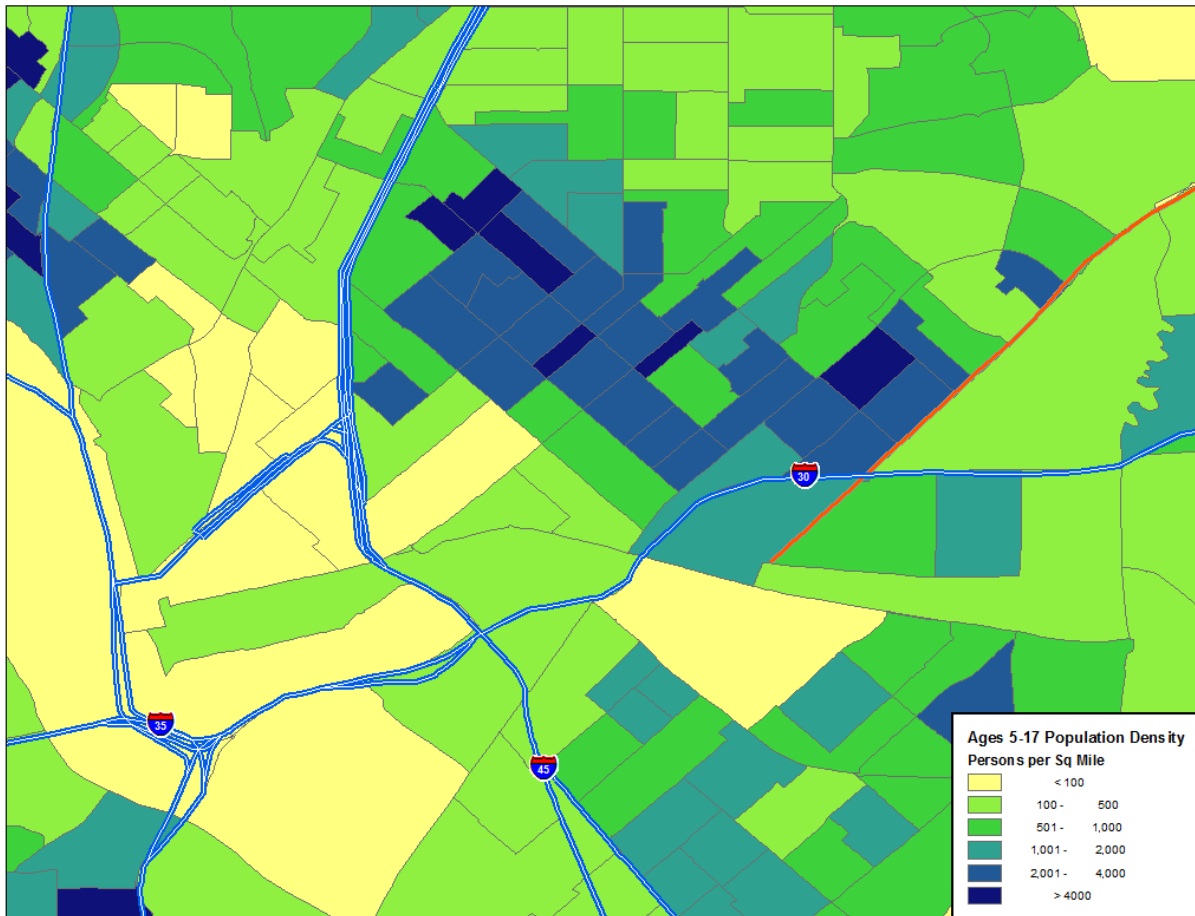 30
35
45
Ages 5-17 Population Density
Persons per Sq Mile
< 100
100 - 500
501 - 1,000
1,001 - 2,000
2,001 - 4,000
> 4000